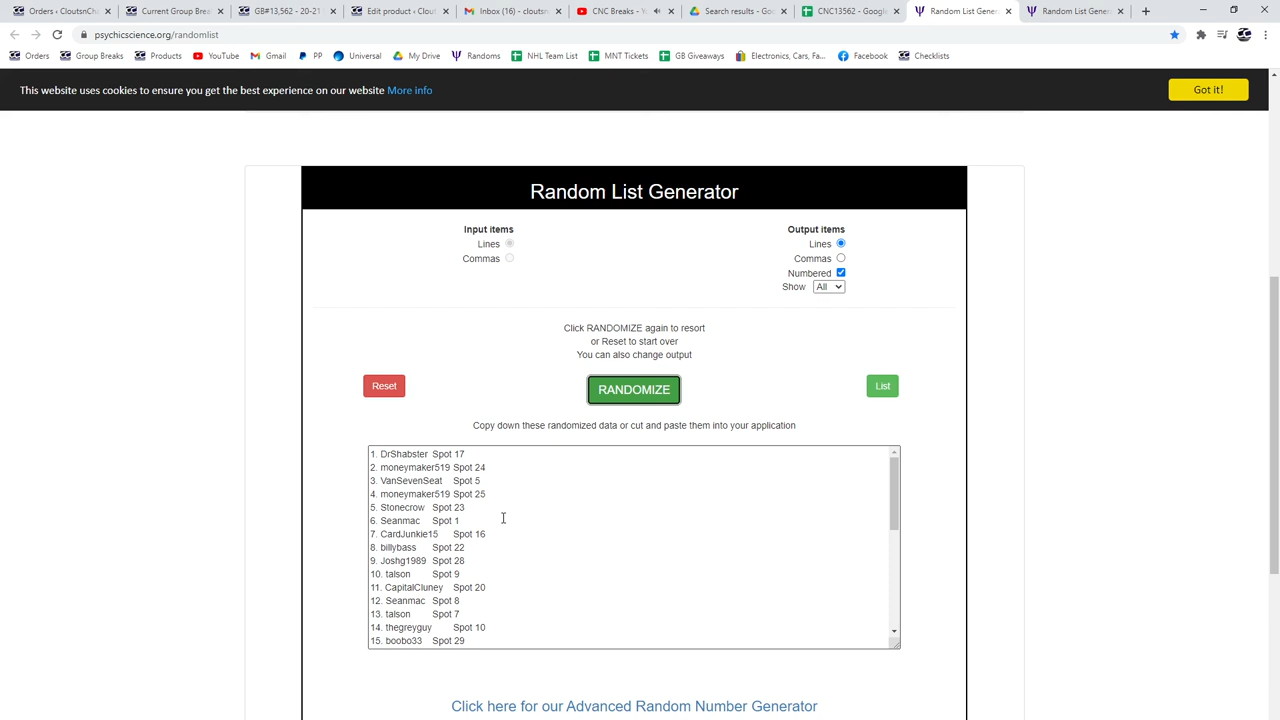 Orders ‹ CloutsnCh
Current Group Brea
GB#13,562 - 20-21
Edit product ‹ Clout
Inbox (16) - cloutsn
CNC Breaks - Y
Search results - Go
CNC13562 - Google
Random List Gener
Random List Gener
psychicscience.org/randomlist
Orders
Group Breaks
Products
YouTube
Gmail
PP
Universal
My Drive
Randoms
NHL Team List
MNT Tickets
GB Giveaways
Electronics, Cars, Fa...
Facebook
Checklists
This website uses cookies to ensure you get the best experience on our website More info
Got it!
Random List Generator
Input items
Lines
Commas
Output items
Lines
Commas
Numbered
Show All
Click RANDOMIZE again to resort
or Reset to start over
You can also change output
Reset
RANDOMIZE
List
Copy down these randomized data or cut and paste them into your application
1. DrShabster Spot 17
2. moneymaker519 Spot 24
3. VanSevenSeat Spot 5
4. moneymaker519 Spot 25
5. Stonecrow Spot 23
6. Seanmac Spot 1
7. CardJunkie15 Spot 16
8. billybass Spot 22
9. Joshg1989 Spot 28
10. talson Spot 9
11. CapitalCluney Spot 20
12. Seanmac Spot 8
13. talson Spot 7
14. thegreyguy Spot 10
15. boobo33 Spot 29
Click here for our Advanced Random Number Generator